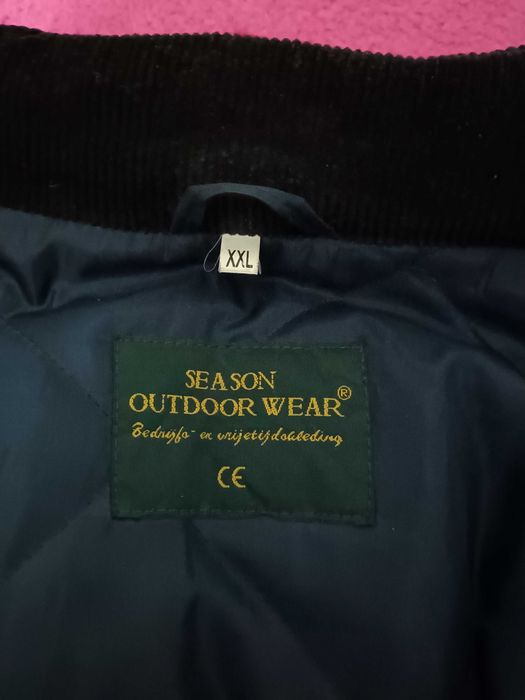 XXL
SEASON
OUTDOOR WEAR®
Bedrijfs- en vrijetijdskleding
CE